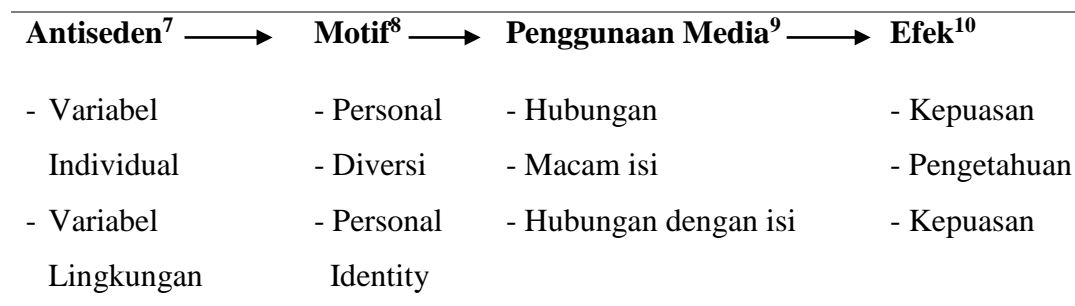 Antiseden⁷ → Motif⁸ → Penggunaan Media⁹ → Efek¹⁰
- Variabel - Personal - Hubungan - Kepuasan
Individual - Diversi - Macam isi - Pengetahuan
- Variabel - Personal - Hubungan dengan isi - Kepuasan
Lingkungan Identity